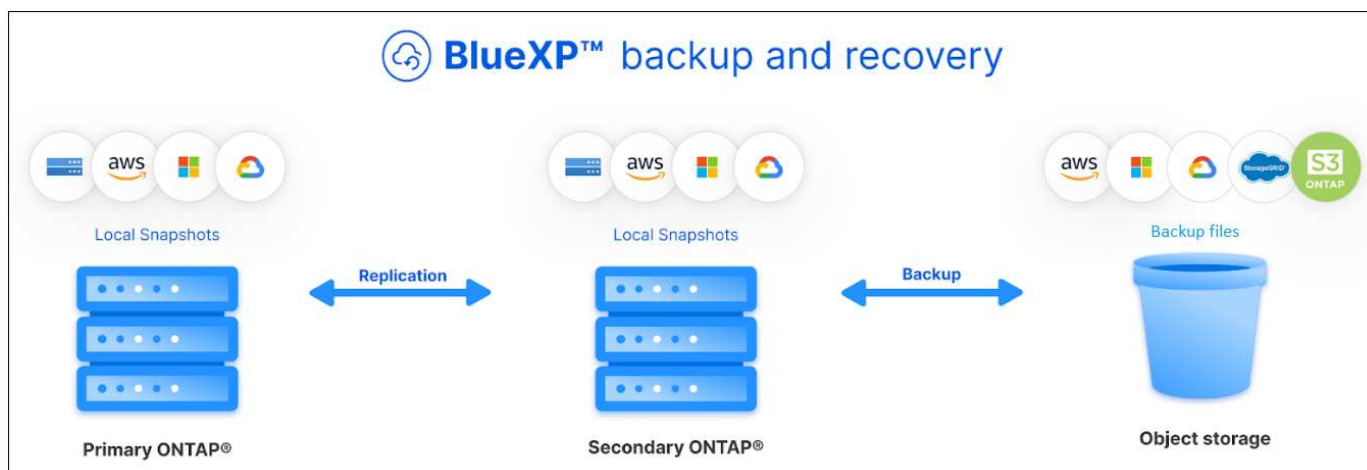 BlueXP™ backup and recovery
aws
aws
aws
StorageGRID®
S3
ONTAP
Local Snapshots
Local Snapshots
Backup files
Replication
Backup
Primary ONTAP®
Secondary ONTAP®
Object storage